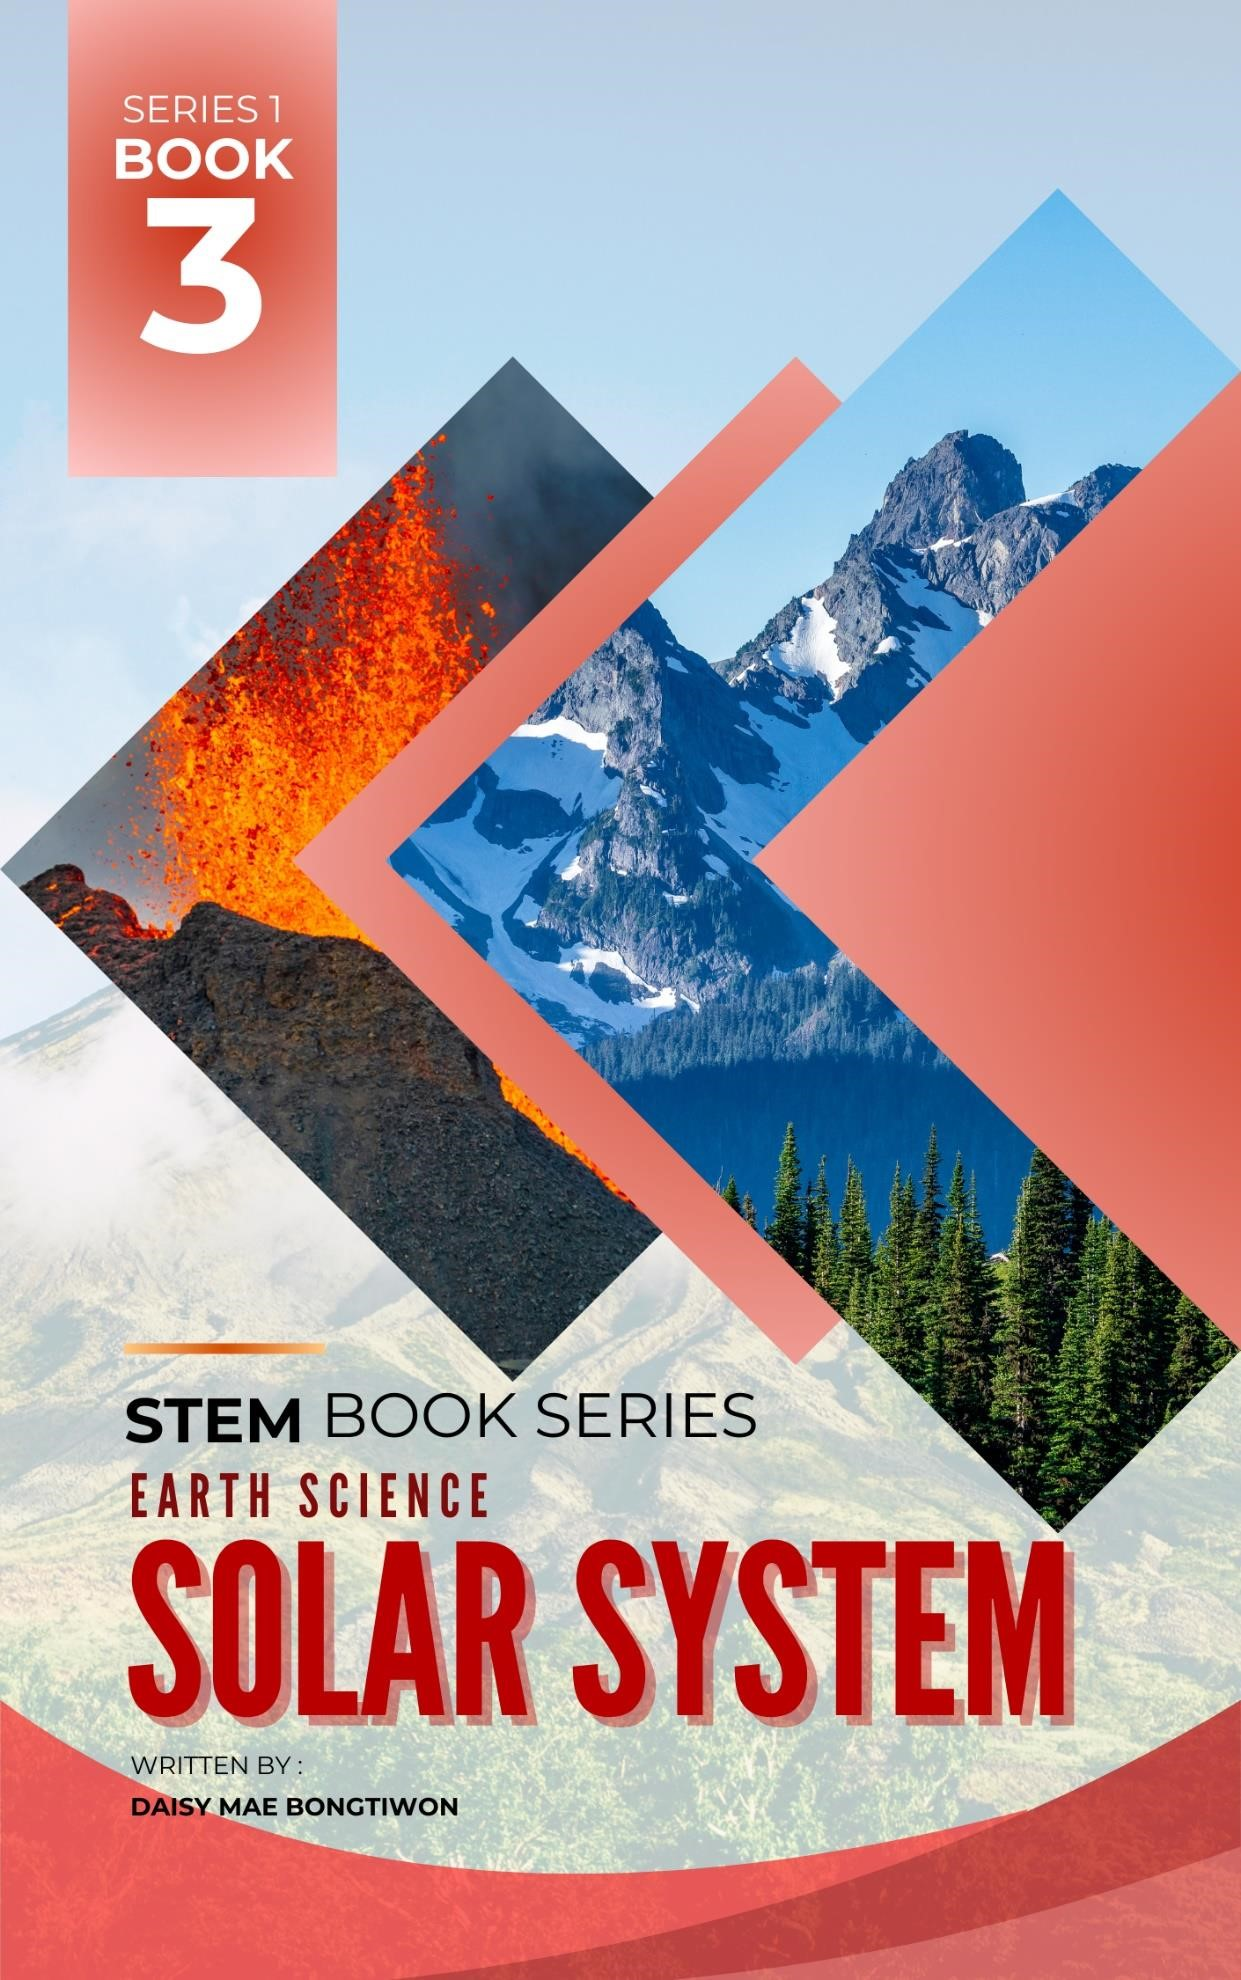 SERIES 1
BOOK
3
STEM BOOK SERIES
EARTH SCIENCE
SOLAR SYSTEM
WRITTEN BY :
DAISY MAE BONGTIWON